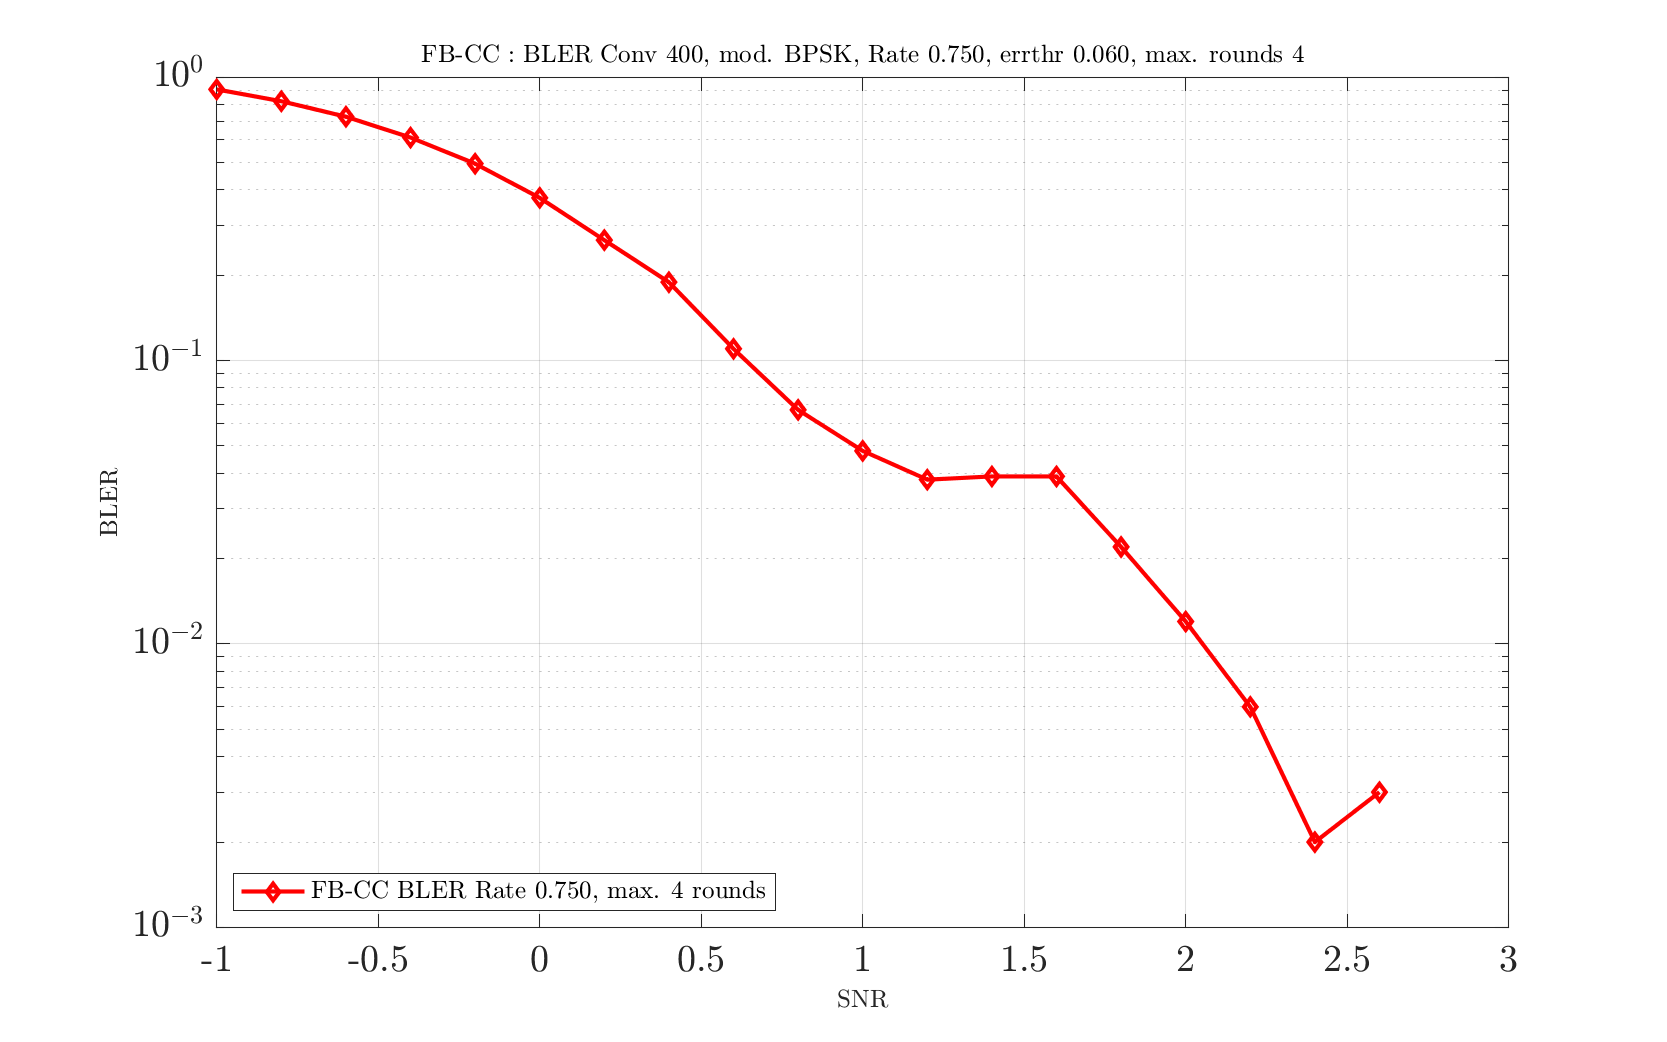 FB-CC : BLER Conv 400, mod. BPSK, Rate 0.750, errthr 0.060, max. rounds 4
10⁰
10⁻¹
10⁻²
10⁻³
BLER
FB-CC BLER Rate 0.750, max. 4 rounds
-1 -0.5 0 0.5 1 1.5 2 2.5 3
SNR